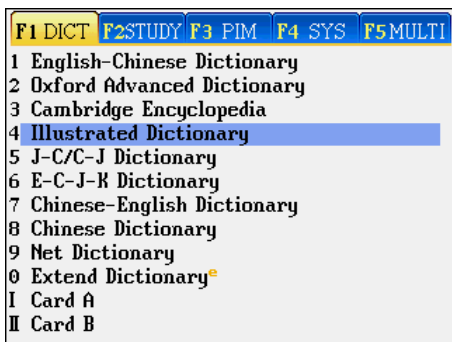 F1 DICT F2STUDY F3 PIM F4 SYS F5MULTI
1 English-Chinese Dictionary
2 Oxford Advanced Dictionary
3 Cambridge Encyclopedia
4 Illustrated Dictionary
5 J-C/C-J Dictionary
6 E-C-J-K Dictionary
7 Chinese-English Dictionary
8 Chinese Dictionary
9 Net Dictionary
0 Extend Dictionarye
I Card A
II Card B